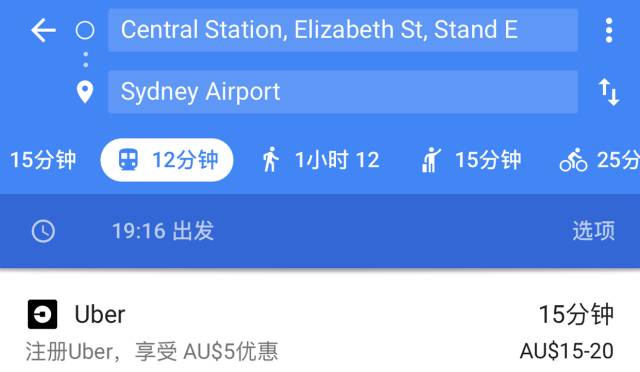 Central Station, Elizabeth St, Stand E
Sydney Airport
15分钟 12分钟 1小时 12 15分钟 25分
19:16 出发 选项
Uber 15分钟
注册Uber，享受 AU$5优惠 AU$15-20